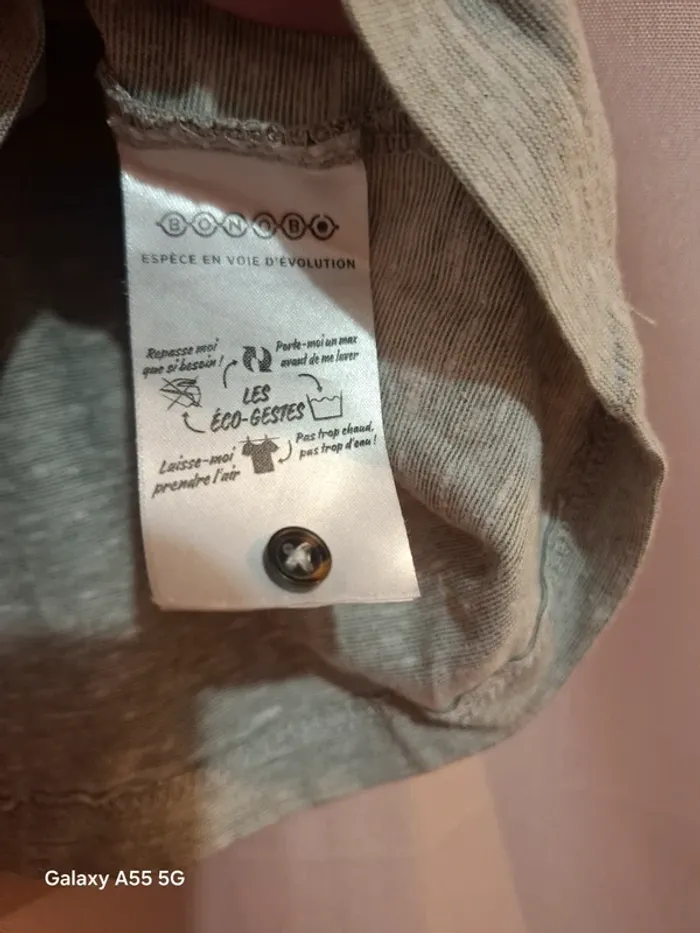 BONOBO
ESPÈCE EN VOIE D'ÉVOLUTION
Repasse moi
que si besoin !
Porte-moi un max
avant de me laver
LES
ÉCO-GESTES
Pas trop chaud,
pas trop d'eau !
Laisse-moi
prendre l'air
Galaxy A55 5G